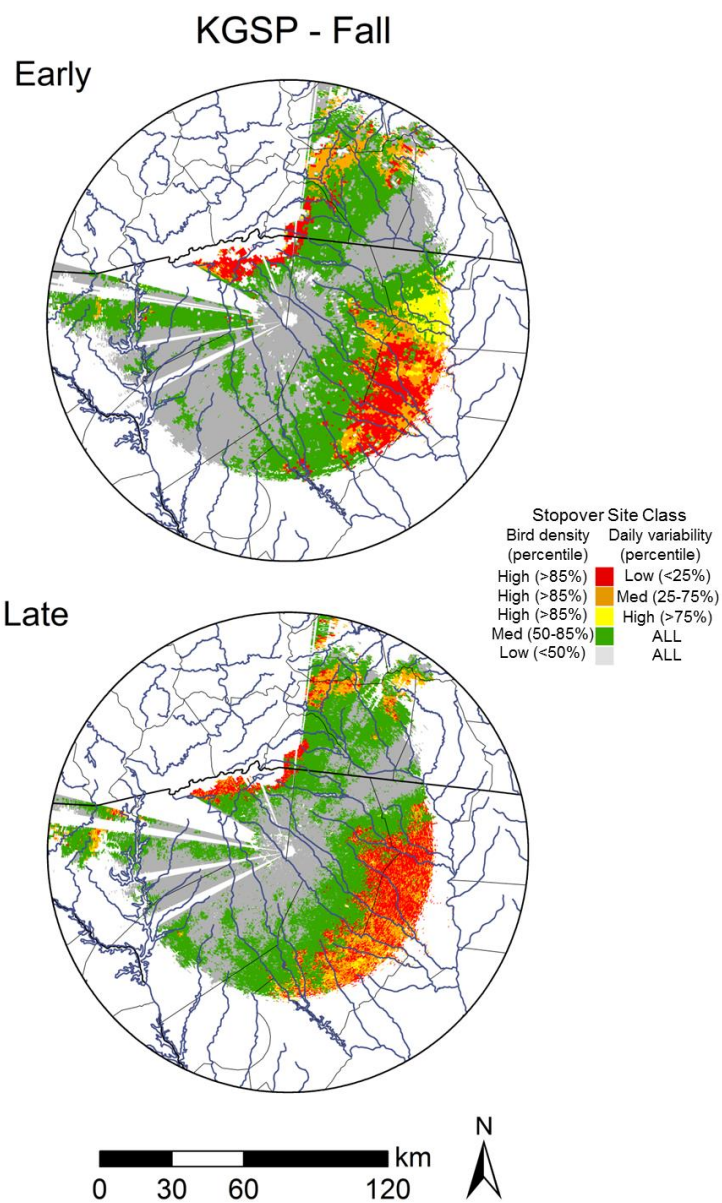 KGSP - Fall
Early
Stopover Site Class
Bird density Daily variability
(percentile) (percentile)
High (>85%) Low (<25%)
High (>85%) Med (25-75%)
High (>85%) High (>75%)
Med (50-85%) ALL
Low (<50%) ALL
Late
km
0 30 60 120
N